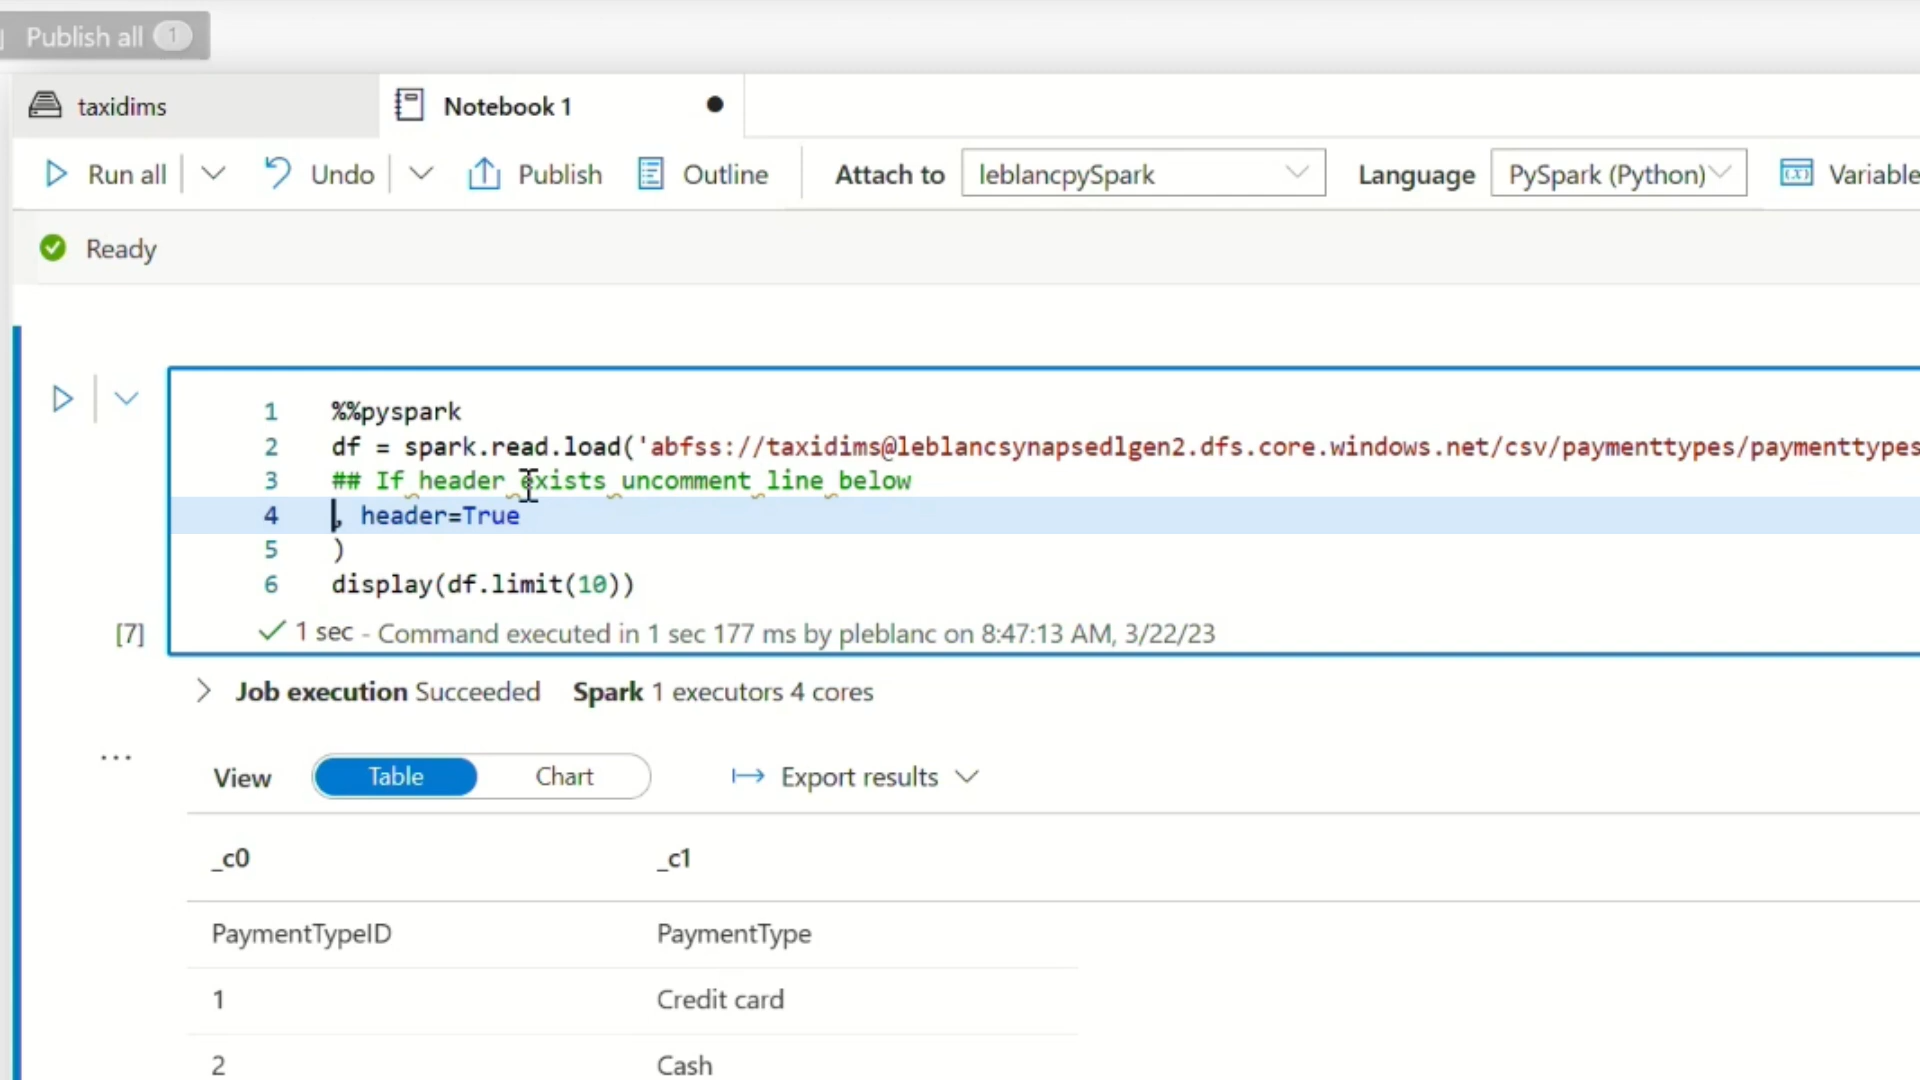 Publish all 1
taxidims
Notebook 1
Run all
Undo
Publish
Outline
Attach to
leblancpySpark
Language
PySpark (Python)
Variable
Ready
1 %%pyspark
2 df = spark.read.load('abfss://taxidims@leblancsynapsedlgen2.dfs.core.windows.net/csv/paymenttypes/paymenttypes
3 ## If header exists uncomment line below
4 , header=True
5 )
6 display(df.limit(10))
[7]
1 sec - Command executed in 1 sec 177 ms by pleblanc on 8:47:13 AM, 3/22/23
Job execution Succeeded Spark 1 executors 4 cores
...
View
Table
Chart
Export results
_c0 _c1
PaymentTypeID PaymentType
1 Credit card
2 Cash